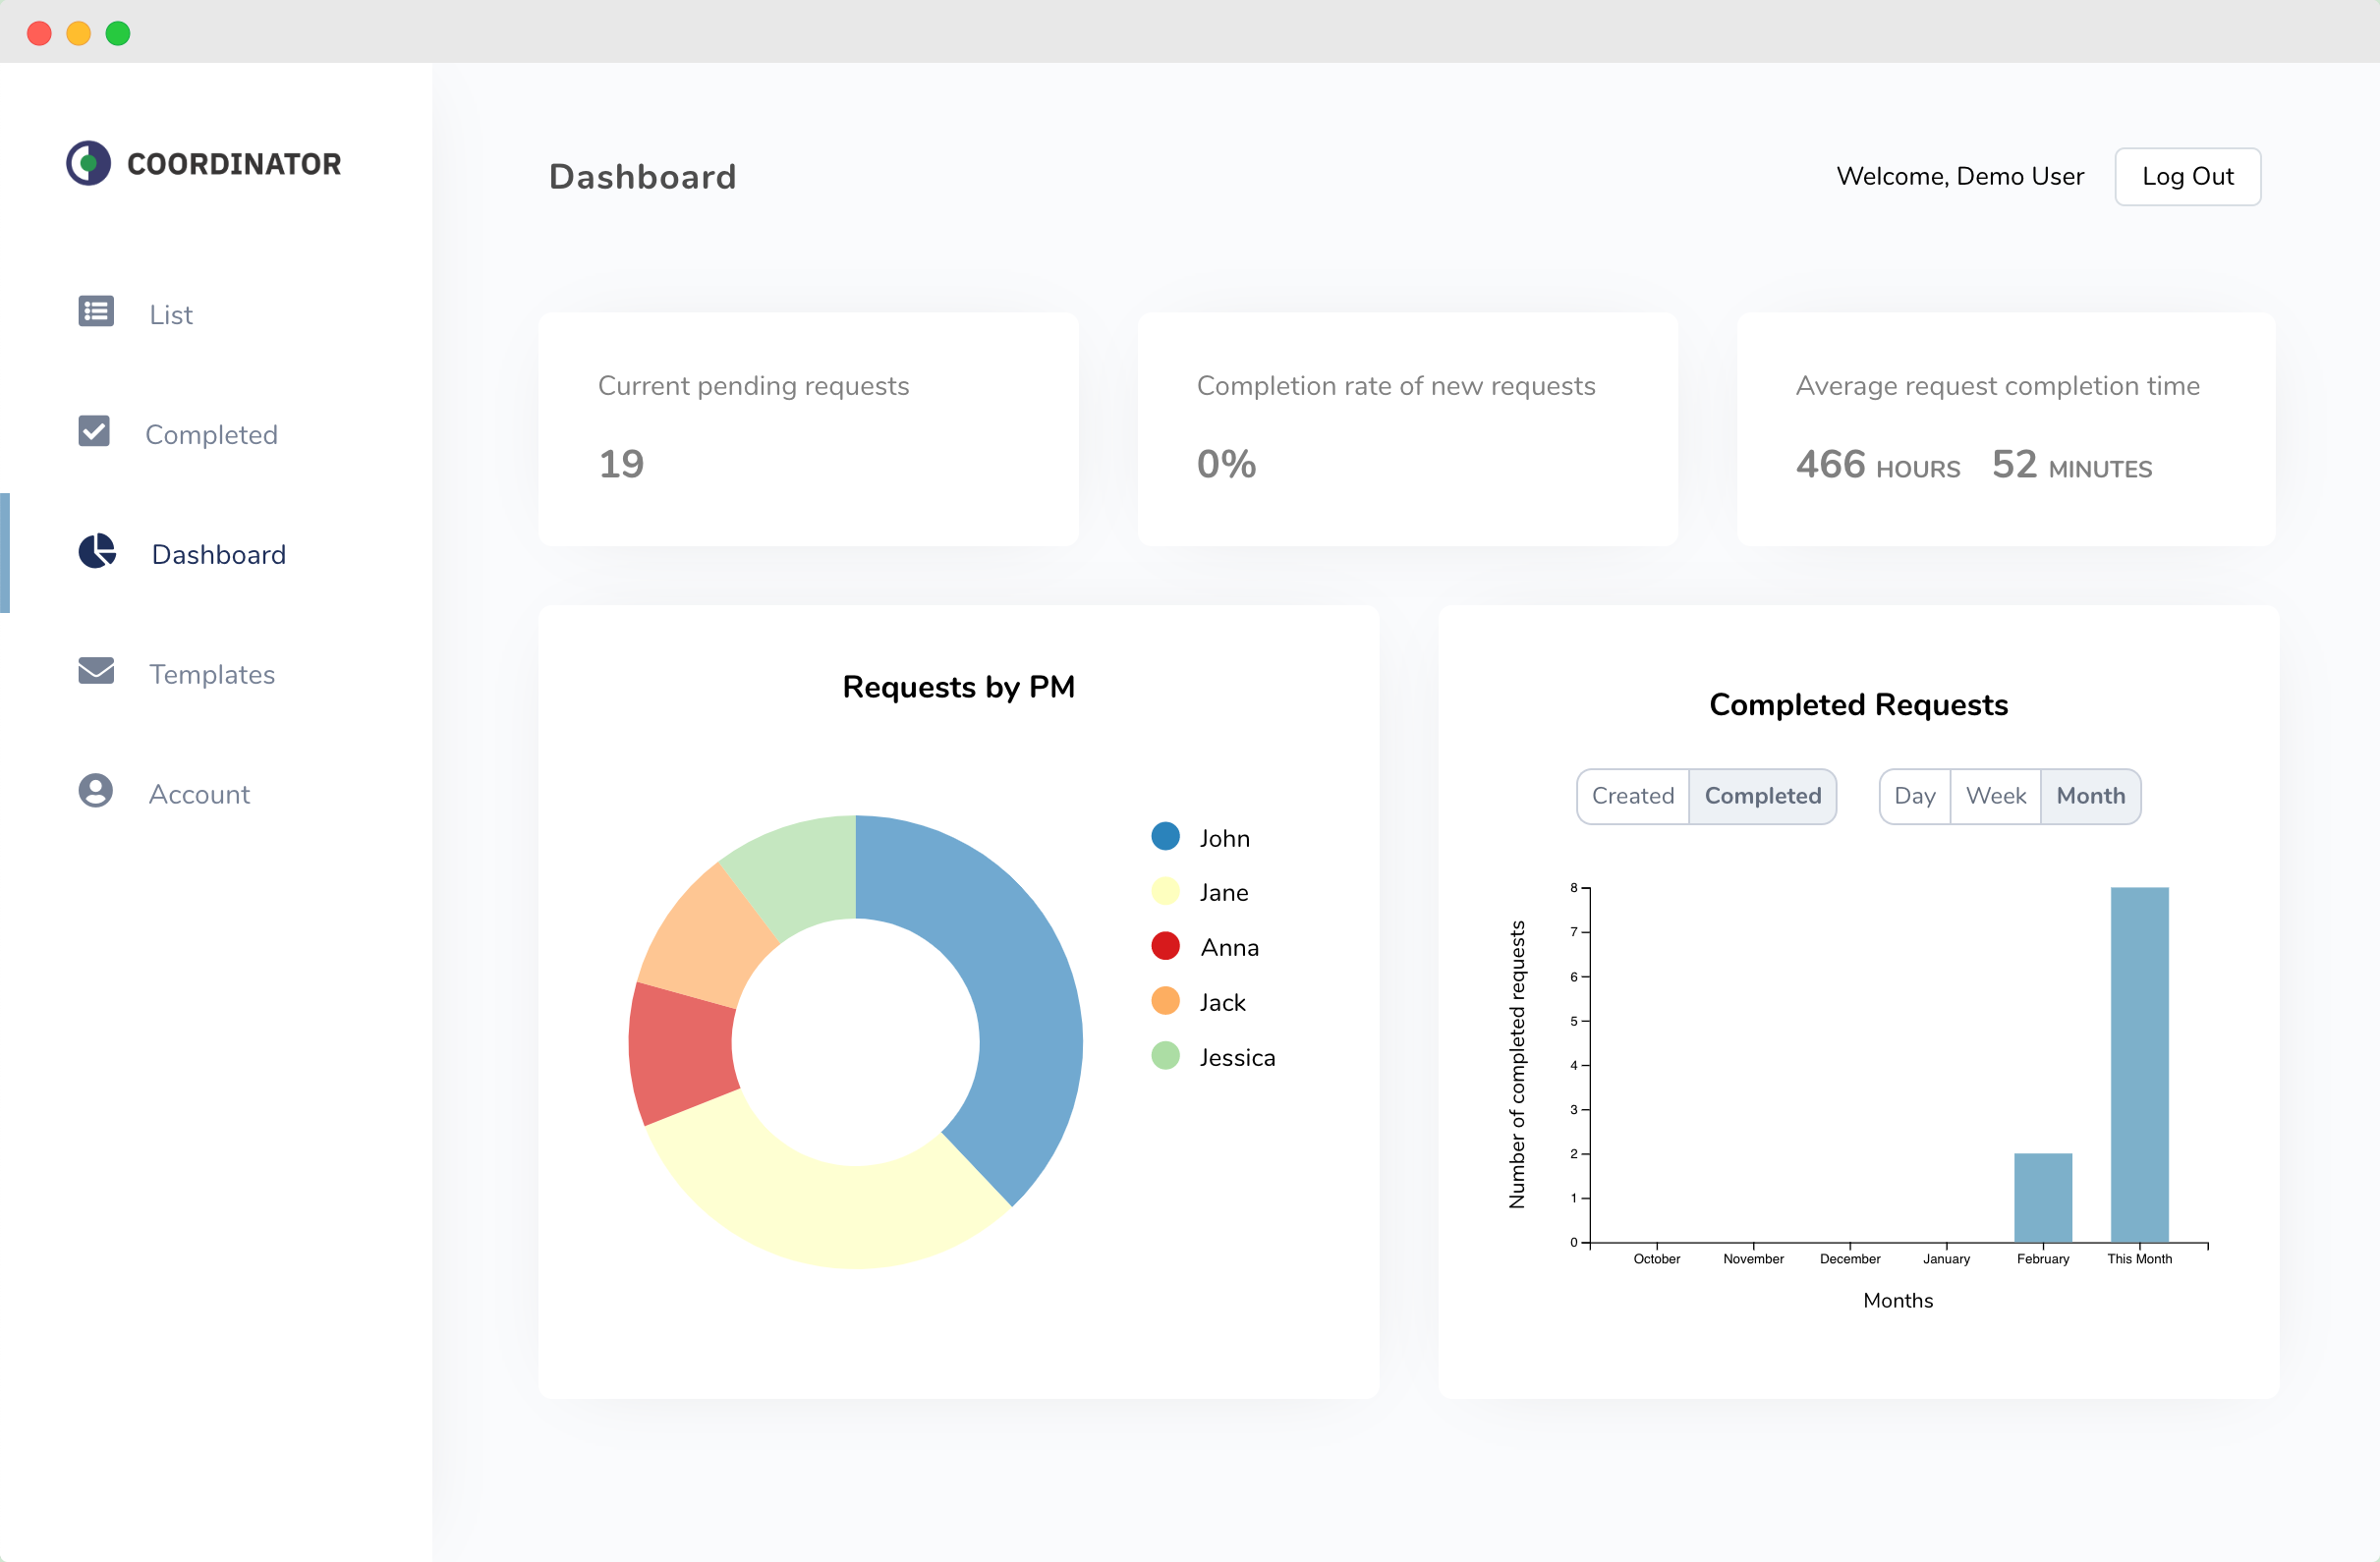 COORDINATOR
List
Completed
Dashboard
Templates
Account
Dashboard
Welcome, Demo User
Log Out
Current pending requests
19
Completion rate of new requests
0%
Average request completion time
466 HOURS 52 MINUTES
Requests by PM
John
Jane
Anna
Jack
Jessica
Completed Requests
Created Completed
Day Week Month
Number of completed requests
8
7
6
5
4
3
2
1
0
October November December January February This Month
Months